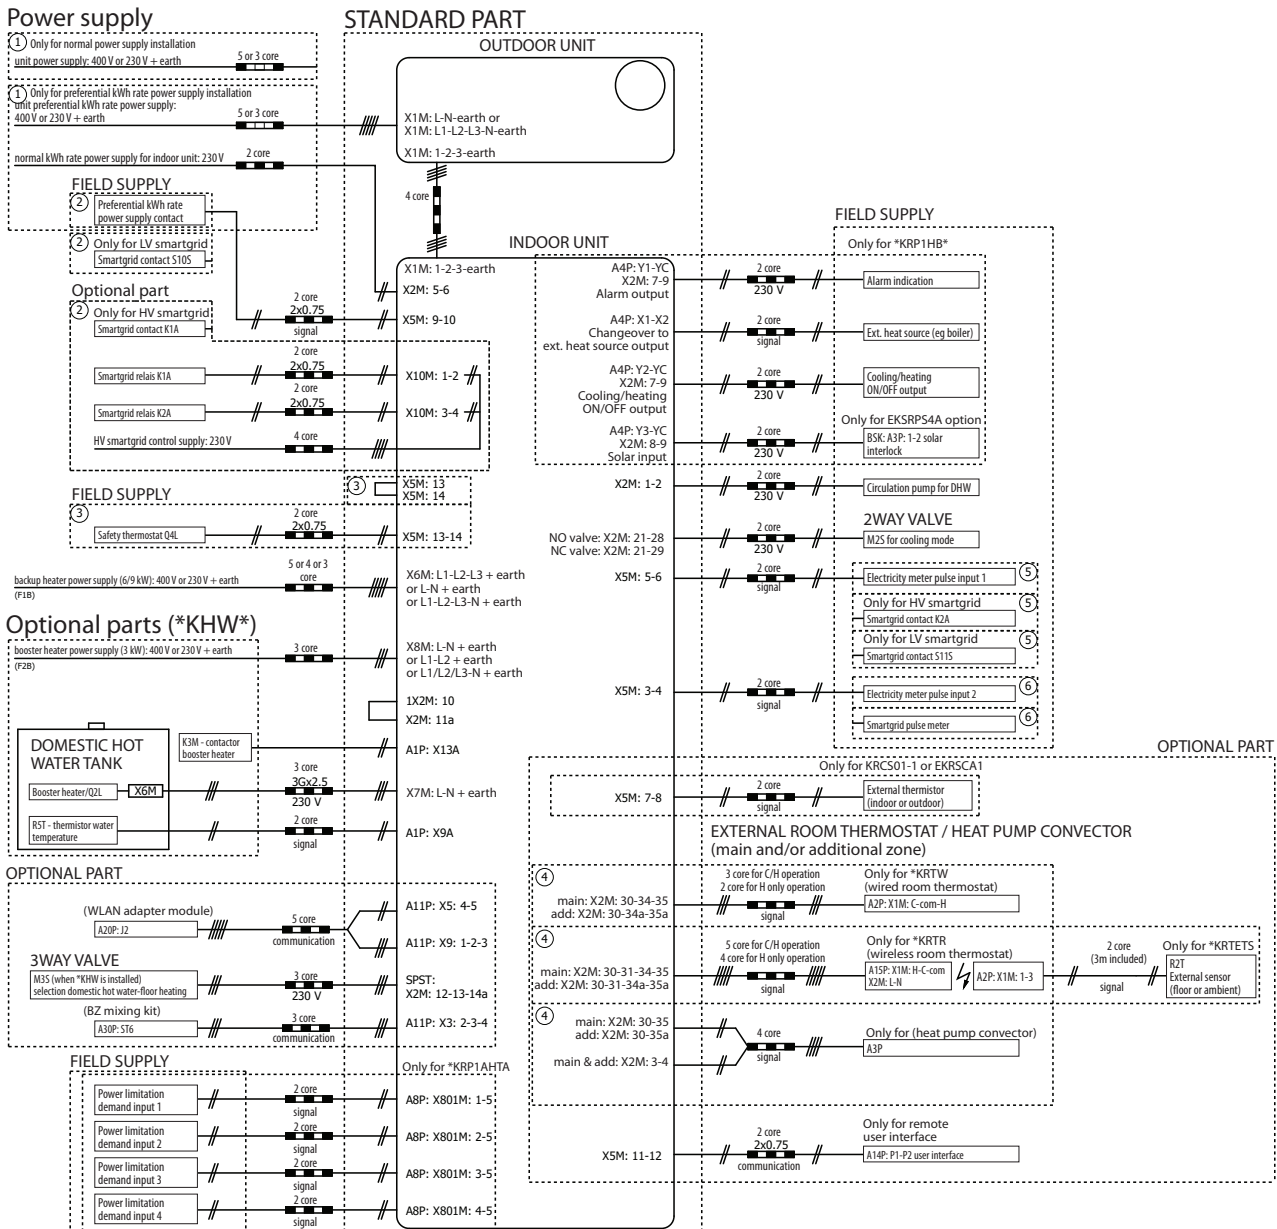 Power supply
① Only for normal power supply installation
unit power supply: 400 V or 230 V + earth
5 or 3 core
① Only for preferential kWh rate power supply installation
unit preferential kWh rate power supply:
400 V or 230 V + earth
5 or 3 core
normal kWh rate power supply for indoor unit: 230 V
2 core
FIELD SUPPLY
② Preferential kWh rate
power supply contact
② Only for LV smartgrid
Smartgrid contact S10S
Optional part
② Only for HV smartgrid
Smartgrid contact K1A
2 core
2x0.75
signal
Smartgrid relais K1A
2 core
2x0.75
Smartgrid relais K2A
2 core
2x0.75
HV smartgrid control supply: 230 V
4 core
FIELD SUPPLY
③
Safety thermostat Q4L
2 core
2x0.75
backup heater power supply (6/9 kW): 400 V or 230 V + earth
(F1B)
5 or 4 or 3
core
Optional parts (*KHW*)
booster heater power supply (3 kW): 400 V or 230 V + earth
(F2B)
3 core
DOMESTIC HOT
WATER TANK
K3M - contactor
booster heater
Booster heater/Q2L
X6M
3 core
3Gx2.5
230 V
R5T - thermistor water
temperature
2 core
signal
OPTIONAL PART
(WLAN adapter module)
A20P: J2
5 core
communication
3WAY VALVE
M3S (when *KHW is installed)
selection domestic hot water-floor heating
3 core
230 V
(BZ mixing kit)
A30P: ST6
3 core
communication
FIELD SUPPLY
Power limitation
demand input 1
2 core
signal
Power limitation
demand input 2
2 core
signal
Power limitation
demand input 3
2 core
signal
Power limitation
demand input 4
2 core
signal
STANDARD PART
OUTDOOR UNIT
X1M: L-N-earth or
X1M: L1-L2-L3-N-earth
X1M: 1-2-3-earth
4 core
INDOOR UNIT
X1M: 1-2-3-earth
X2M: 5-6
X5M: 9-10
X10M: 1-2
X10M: 3-4
③ X5M: 13
X5M: 14
X5M: 13-14
X6M: L1-L2-L3 + earth
or L-N + earth
or L1-L2-L3-N + earth
X8M: L-N + earth
or L1-L2 + earth
or L1/L2/L3-N + earth
1X2M: 10
X2M: 11a
A1P: X13A
X7M: L-N + earth
A1P: X9A
A11P: X5: 4-5
A11P: X9: 1-2-3
SPST:
X2M: 12-13-14a
A11P: X3: 2-3-4
Only for *KRP1AHTA
A8P: X801M: 1-5
A8P: X801M: 2-5
A8P: X801M: 3-5
A8P: X801M: 4-5
FIELD SUPPLY
Only for *KRP1HB*
A4P: Y1-YC
X2M: 7-9
Alarm output
2 core
230 V
Alarm indication
A4P: X1-X2
Changeover to
ext. heat source output
2 core
signal
Ext. heat source (eg boiler)
A4P: Y2-YC
X2M: 7-9
Cooling/heating
ON/OFF output
2 core
230 V
Cooling/heating
ON/OFF output
Only for EKSRPS4A option
A4P: Y3-YC
X2M: 8-9
Solar input
2 core
230 V
BSK: A3P: 1-2 solar
interlock
X2M: 1-2
2 core
230 V
Circulation pump for DHW
2WAY VALVE
NO valve: X2M: 21-28
NC valve: X2M: 21-29
2 core
230 V
M2S for cooling mode
X5M: 5-6
2 core
signal
Electricity meter pulse input 1 ⑤
Only for HV smartgrid ⑤
Smartgrid contact K2A
Only for LV smartgrid ⑤
Smartgrid contact S11S
X5M: 3-4
2 core
signal
Electricity meter pulse input 2 ⑥
Smartgrid pulse meter ⑥
OPTIONAL PART
Only for KRCS01-1 or EKRSCA1
X5M: 7-8
2 core
signal
External thermistor
(indoor or outdoor)
EXTERNAL ROOM THERMOSTAT / HEAT PUMP CONVECTOR
(main and/or additional zone)
④
main: X2M: 30-34-35
add: X2M: 30-34a-35a
3 core for C/H operation
2 core for H only operation
signal
Only for *KRTW
(wired room thermostat)
A2P: X1M: C-com-H
④
main: X2M: 30-31-34-35
add: X2M: 30-31-34a-35a
5 core for C/H operation
4 core for H only operation
signal
Only for *KRTR
(wireless room thermostat)
A15P: X1M: H-C-com
X2M: L-N
A2P: X1M: 1-3
2 core
(3m included)
signal
Only for *KRTETS
R2T
External sensor
(floor or ambient)
④
main: X2M: 30-35
add: X2M: 30-35a
main & add: X2M: 3-4
4 core
signal
Only for (heat pump convector)
A3P
X5M: 11-12
2 core
2x0.75
communication
Only for remote
user interface
A14P: P1-P2 user interface